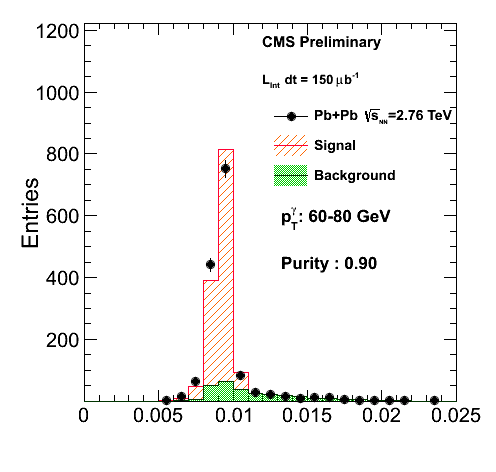 1200
1000
800
600
400
200
Entries
CMS Preliminary
L_int dt = 150 μb⁻¹
Pb+Pb √s_NN=2.76 TeV
Signal
Background
p_T^γ: 60-80 GeV
Purity : 0.90
0 0.005 0.01 0.015 0.02 0.025